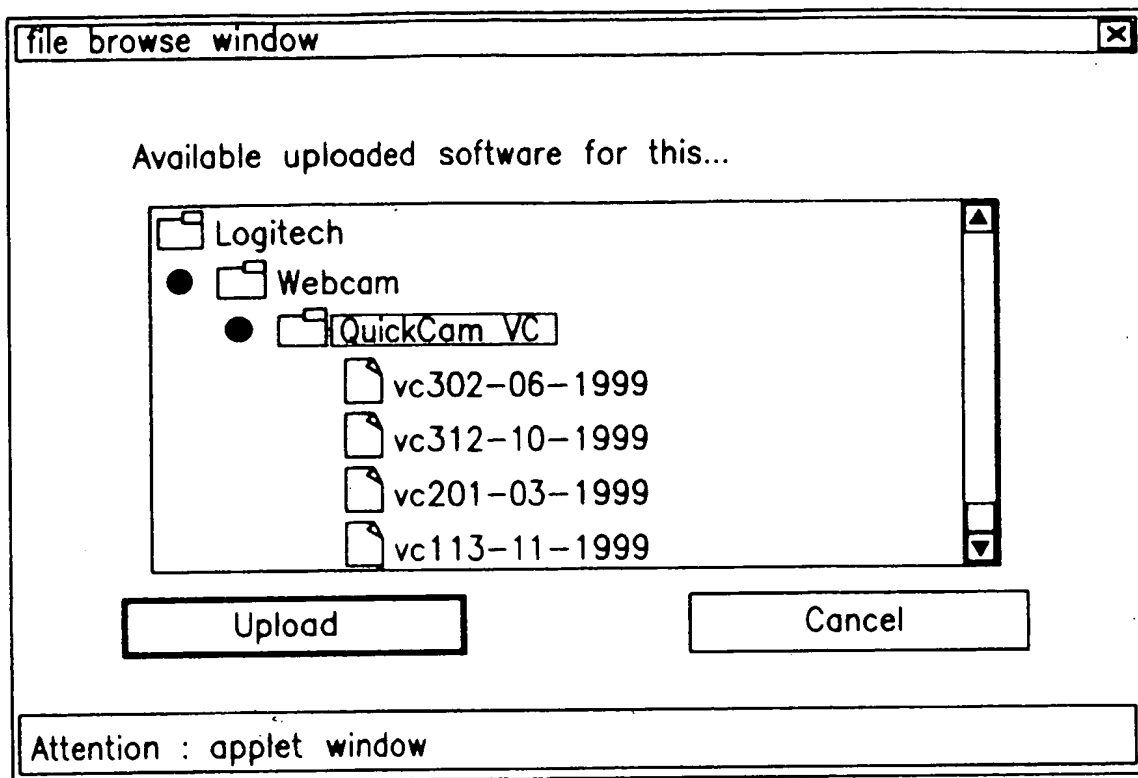 file browse window
Available uploaded software for this...
Logitech
Webcam
QuickCam VC
vc302-06-1999
vc312-10-1999
vc201-03-1999
vc113-11-1999
Upload
Cancel
Attention : applet window